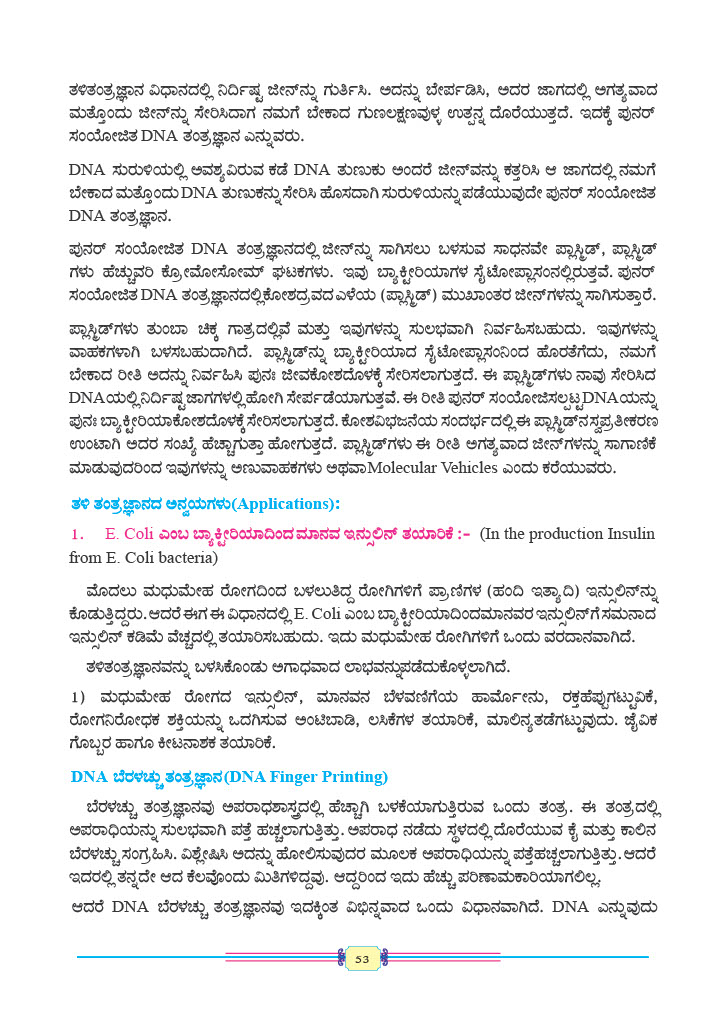 ತಳಿತಂತ್ರಜ್ಞಾನ ವಿಧಾನದಲ್ಲಿ ನಿರ್ದಿಷ್ಟ ಜೀನ್‌ನ್ನು ಗುರ್ತಿಸಿ. ಅದನ್ನು ಬೇರ್ಪಡಿಸಿ, ಅದರ ಜಾಗದಲ್ಲಿ ಅಗತ್ಯವಾದ
ಮತ್ತೊಂದು ಜೀನ್‌ನ್ನು ಸೇರಿಸಿದಾಗ ನಮಗೆ ಬೇಕಾದ ಗುಣಲಕ್ಷಣವುಳ್ಳ ಉತ್ಪನ್ನ ದೊರೆಯುತ್ತದೆ. ಇದಕ್ಕೆ ಪುನರ್
ಸಂಯೋಜಿತ DNA ತಂತ್ರಜ್ಞಾನ ಎನ್ನುವರು.
DNA ಸುರುಳಿಯಲ್ಲಿ ಅವಶ್ಯವಿರುವ ಕಡೆ DNA ತುಣುಕು ಅಂದರೆ ಜೀನ್‌ವನ್ನು ಕತ್ತರಿಸಿ ಆ ಜಾಗದಲ್ಲಿ ನಮಗೆ
ಬೇಕಾದ ಮತ್ತೊಂದು DNA ತುಣುಕನ್ನು ಸೇರಿಸಿ ಹೊಸದಾಗಿ ಸುರುಳಿಯನ್ನು ಪಡೆಯುವುದೇ ಪುನರ್ ಸಂಯೋಜಿತ
DNA ತಂತ್ರಜ್ಞಾನ.
ಪುನರ್ ಸಂಯೋಜಿತ DNA ತಂತ್ರಜ್ಞಾನದಲ್ಲಿ ಜೀನ್‌ನ್ನು ಸಾಗಿಸಲು ಬಳಸುವ ಸಾಧನವೇ ಪ್ಲಾಸ್ಮಿಡ್, ಪ್ಲಾಸ್ಮಿಡ್
ಗಳು ಹೆಚ್ಚುವರಿ ಕ್ರೋಮೋಸೋಮ್ ಘಟಕಗಳು. ಇವು ಬ್ಯಾಕ್ಟೀರಿಯಾಗಳ ಸೈಟೋಪ್ಲಾಸಂನಲ್ಲಿರುತ್ತವೆ. ಪುನರ್
ಸಂಯೋಜಿತ DNA ತಂತ್ರಜ್ಞಾನದಲ್ಲಿಕೋಶದ್ರವದ ಎಳೆಯ (ಪ್ಲಾಸ್ಮಿಡ್) ಮುಖಾಂತರ ಜೀನ್‌ಗಳನ್ನು ಸಾಗಿಸುತ್ತಾರೆ.
ಪ್ಲಾಸ್ಮಿಡ್‌ಗಳು ತುಂಬಾ ಚಿಕ್ಕ ಗಾತ್ರದಲ್ಲಿವೆ ಮತ್ತು ಇವುಗಳನ್ನು ಸುಲಭವಾಗಿ ನಿರ್ವಹಿಸಬಹುದು. ಇವುಗಳನ್ನು
ವಾಹಕಗಳಾಗಿ ಬಳಸಬಹುದಾಗಿದೆ. ಪ್ಲಾಸ್ಮಿಡ್‌ನ್ನು ಬ್ಯಾಕ್ಟೀರಿಯಾದ ಸೈಟೋಪ್ಲಾಸಂನಿಂದ ಹೊರತೆಗೆದು, ನಮಗೆ
ಬೇಕಾದ ರೀತಿ ಅದನ್ನು ನಿರ್ವಹಿಸಿ ಪುನಃ ಜೀವಕೋಶದೊಳಕ್ಕೆ ಸೇರಿಸಲಾಗುತ್ತದೆ. ಈ ಪ್ಲಾಸ್ಮಿಡ್‌ಗಳು ನಾವು ಸೇರಿಸಿದ
DNAಯಲ್ಲಿ ನಿರ್ದಿಷ್ಟ ಜಾಗಗಳಲ್ಲಿ ಹೋಗಿ ಸೇರ್ಪಡೆಯಾಗುತ್ತವೆ. ಈ ರೀತಿ ಪುನರ್ ಸಂಯೋಜಿಸಲ್ಪಟ್ಟ DNAಯನ್ನು
ಪುನಃ ಬ್ಯಾಕ್ಟೀರಿಯಾಕೋಶದೊಳಕ್ಕೆ ಸೇರಿಸಲಾಗುತ್ತದೆ. ಕೋಶವಿಭಜನೆಯ ಸಂದರ್ಭದಲ್ಲಿ ಈ ಪ್ಲಾಸ್ಮಿಡ್‌ನ ಸ್ವಪ್ರತೀಕರಣ
ಉಂಟಾಗಿ ಅದರ ಸಂಖ್ಯೆ ಹೆಚ್ಚಾಗುತ್ತಾ ಹೋಗುತ್ತದೆ. ಪ್ಲಾಸ್ಮಿಡ್‌ಗಳು ಈ ರೀತಿ ಅಗತ್ಯವಾದ ಜೀನ್‌ಗಳನ್ನು ಸಾಗಾಣಿಕೆ
ಮಾಡುವುದರಿಂದ ಇವುಗಳನ್ನು ಅಣುವಾಹಕಗಳು ಅಥವಾ Molecular Vehicles ಎಂದು ಕರೆಯುವರು.
ತಳಿ ತಂತ್ರಜ್ಞಾನದ ಅನ್ವಯಗಳು(Applications):
1. E. Coli ಎಂಬ ಬ್ಯಾಕ್ಟೀರಿಯಾದಿಂದ ಮಾನವ ಇನ್ಸುಲಿನ್ ತಯಾರಿಕೆ :- (In the production Insulin
from E. Coli bacteria)
ಮೊದಲು ಮಧುಮೇಹ ರೋಗದಿಂದ ಬಳಲುತಿದ್ದ ರೋಗಿಗಳಿಗೆ ಪ್ರಾಣಿಗಳ (ಹಂದಿ ಇತ್ಯಾದಿ) ಇನ್ಸುಲಿನ್‌ನ್ನು
ಕೊಡುತ್ತಿದ್ದರು. ಆದರೆ ಈಗ ಈ ವಿಧಾನದಲ್ಲಿ E. Coli ಎಂಬ ಬ್ಯಾಕ್ಟೀರಿಯಾದಿಂದಮಾನವರ ಇನ್ಸುಲಿನ್‌ಗೆ ಸಮನಾದ
ಇನ್ಸುಲಿನ್ ಕಡಿಮೆ ವೆಚ್ಚದಲ್ಲಿ ತಯಾರಿಸಬಹುದು. ಇದು ಮಧುಮೇಹ ರೋಗಿಗಳಿಗೆ ಒಂದು ವರದಾನವಾಗಿದೆ.
ತಳಿತಂತ್ರಜ್ಞಾನವನ್ನು ಬಳಸಿಕೊಂಡು ಅಗಾಧವಾದ ಲಾಭವನ್ನುಪಡೆದುಕೊಳ್ಳಲಾಗಿದೆ.
1) ಮಧುಮೇಹ ರೋಗದ ಇನ್ಸುಲಿನ್, ಮಾನವನ ಬೆಳವಣಿಗೆಯ ಹಾರ್ಮೋನು, ರಕ್ತಹೆಪ್ಪುಗಟ್ಟುವಿಕೆ,
ರೋಗನಿರೋಧಕ ಶಕ್ತಿಯನ್ನು ಒದಗಿಸುವ ಅಂಟಿಬಾಡಿ, ಲಸಿಕೆಗಳ ತಯಾರಿಕೆ, ಮಾಲಿನ್ಯತಡೆಗಟ್ಟುವುದು. ಜೈವಿಕ
ಗೊಬ್ಬರ ಹಾಗೂ ಕೀಟನಾಶಕ ತಯಾರಿಕೆ.
DNA ಬೆರಳಚ್ಚು ತಂತ್ರಜ್ಞಾನ (DNA Finger Printing)
ಬೆರಳಚ್ಚು ತಂತ್ರಜ್ಞಾನವು ಅಪರಾಧಶಾಸ್ತ್ರದಲ್ಲಿ ಹೆಚ್ಚಾಗಿ ಬಳಕೆಯಾಗುತ್ತಿರುವ ಒಂದು ತಂತ್ರ. ಈ ತಂತ್ರದಲ್ಲಿ
ಅಪರಾಧಿಯನ್ನು ಸುಲಭವಾಗಿ ಪತ್ತೆ ಹಚ್ಚಲಾಗುತ್ತಿತ್ತು. ಅಪರಾಧ ನಡೆದು ಸ್ಥಳದಲ್ಲಿ ದೊರೆಯುವ ಕೈ ಮತ್ತು ಕಾಲಿನ
ಬೆರಳಚ್ಚು ಸಂಗ್ರಹಿಸಿ. ವಿಶ್ಲೇಷಿಸಿ ಅದನ್ನು ಹೋಲಿಸುವುದರ ಮೂಲಕ ಅಪರಾಧಿಯನ್ನು ಪತ್ತೆಹಚ್ಚಲಾಗುತ್ತಿತ್ತು. ಆದರೆ
ಇದರಲ್ಲಿ ತನ್ನದೇ ಆದ ಕೆಲವೊಂದು ಮಿತಿಗಳಿದ್ದವು. ಆದ್ದರಿಂದ ಇದು ಹೆಚ್ಚು ಪರಿಣಾಮಕಾರಿಯಾಗಲಿಲ್ಲ.
ಆದರೆ DNA ಬೆರಳಚ್ಚು ತಂತ್ರಜ್ಞಾನವು ಇದಕ್ಕಿಂತ ವಿಭಿನ್ನವಾದ ಒಂದು ವಿಧಾನವಾಗಿದೆ. DNA ಎನ್ನುವುದು
53